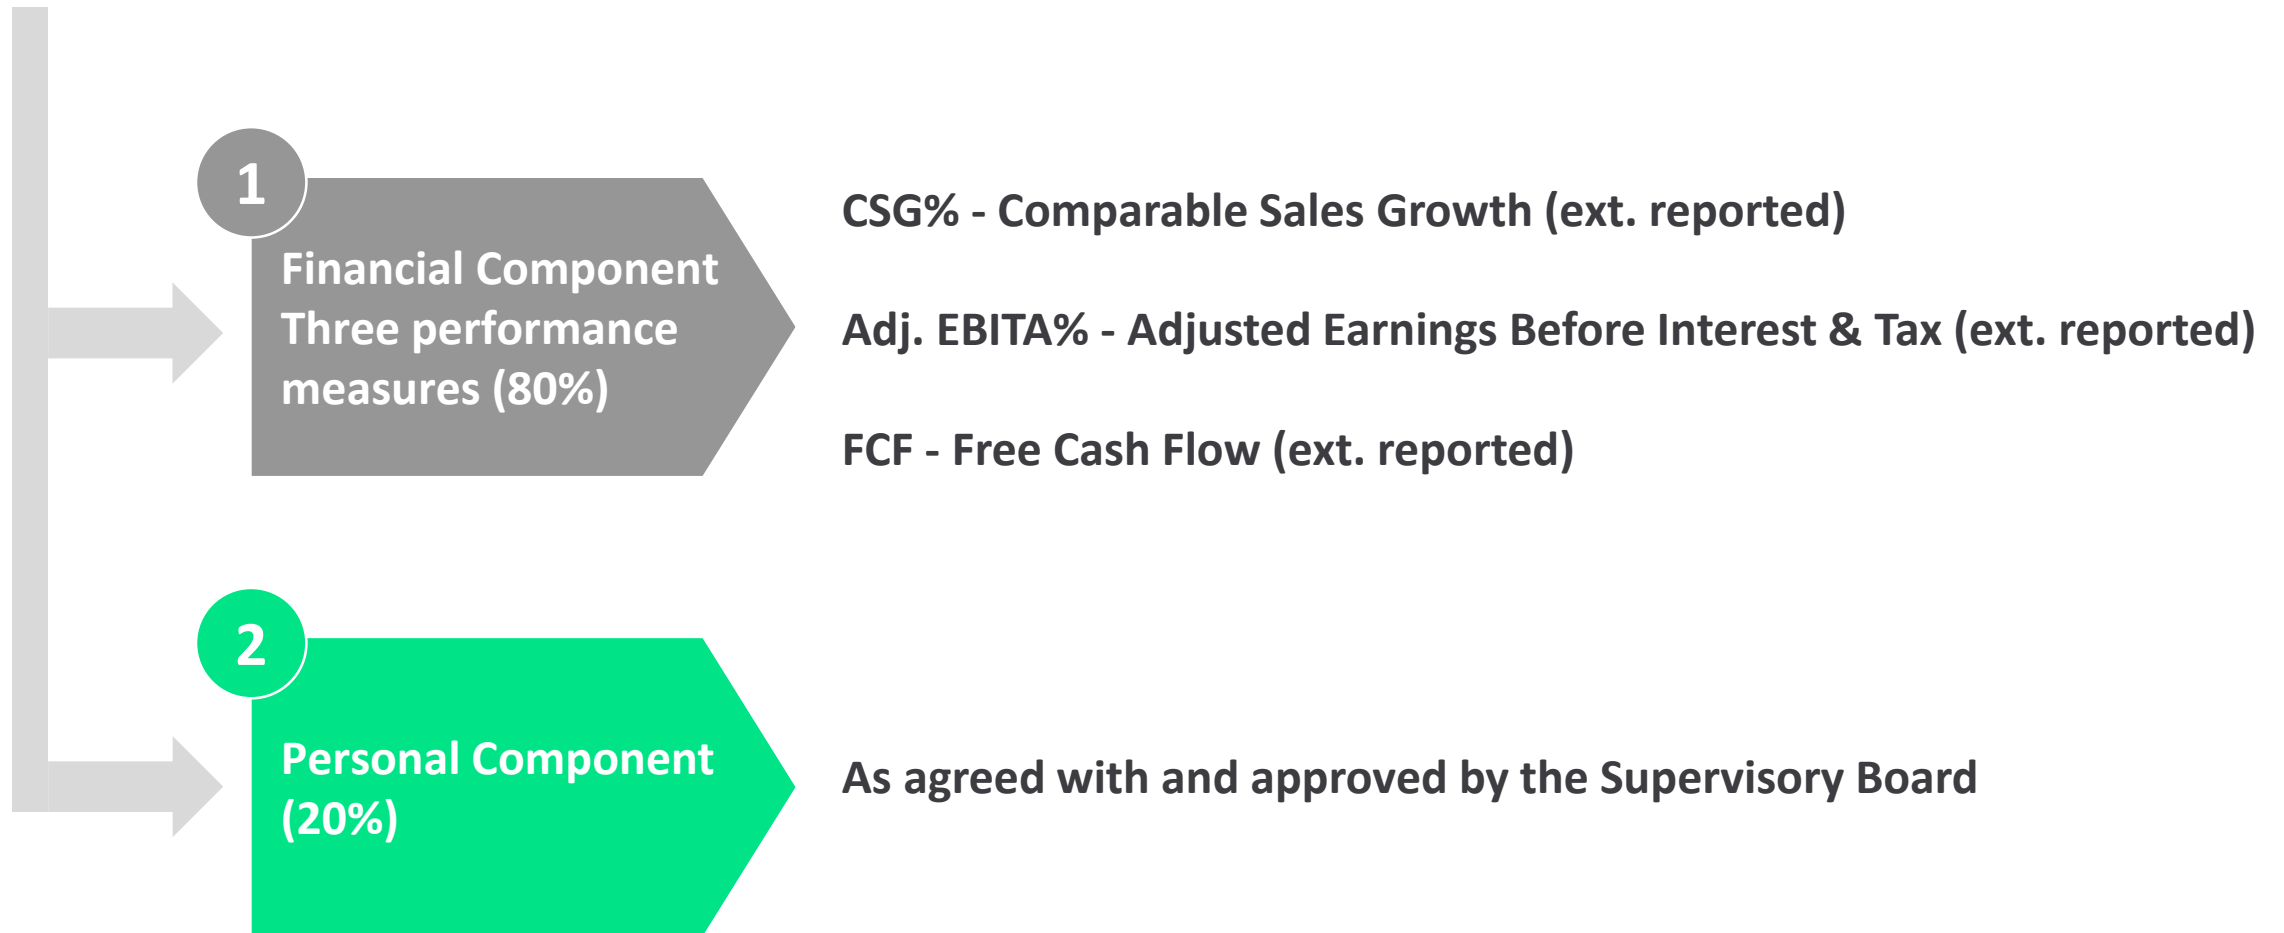 1
Financial Component
Three performance
measures (80%)
CSG% - Comparable Sales Growth (ext. reported)
Adj. EBITA% - Adjusted Earnings Before Interest & Tax (ext. reported)
FCF - Free Cash Flow (ext. reported)
2
Personal Component
(20%)
As agreed with and approved by the Supervisory Board